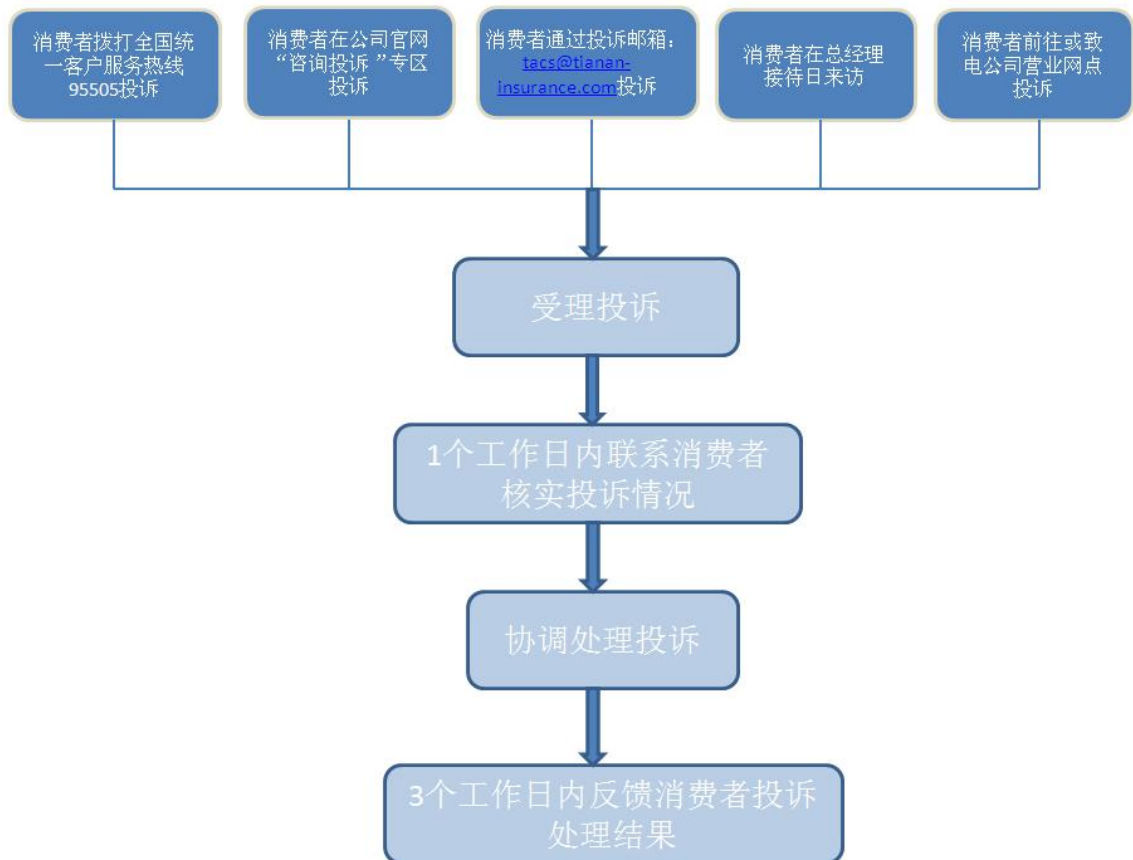 消费者拨打全国统
一客户服务热线
95505投诉
消费者在公司官网
“咨询投诉 ”专区
投诉
消费者通过投诉邮箱：
tacs@tianan-
insurance.com投诉
消费者在总经理
接待日来访
消费者前往或致
电公司营业网点
投诉
受理投诉
1个工作日内联系消费者
核实投诉情况
协调处理投诉
3个工作日内反馈消费者投诉
处理结果